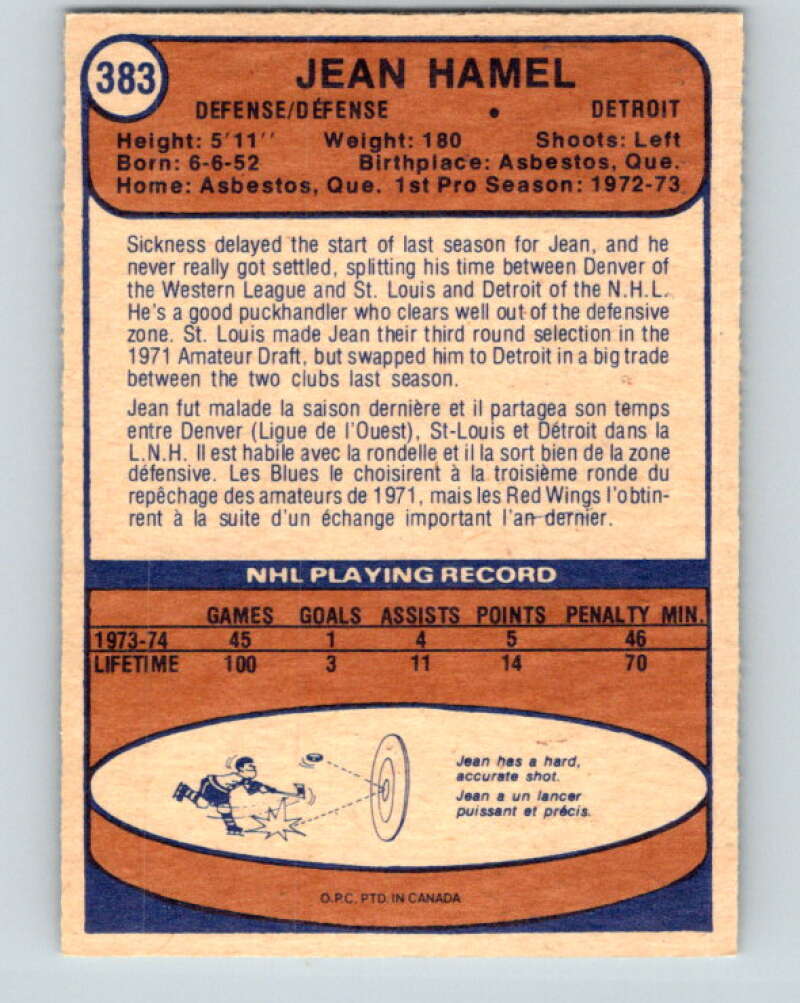 383
JEAN HAMEL
DEFENSE/DÉFENSE • DETROIT
Height: 5'11'' Weight: 180 Shoots: Left
Born: 6-6-52 Birthplace: Asbestos, Que.
Home: Asbestos, Que. 1st Pro Season: 1972-73
Sickness delayed the start of last season for Jean, and he
never really got settled, splitting his time between Denver of
the Western League and St. Louis and Detroit of the N.H.L.
He's a good puckhandler who clears well out of the defensive
zone. St. Louis made Jean their third round selection in the
1971 Amateur Draft, but swapped him to Detroit in a big trade
between the two clubs last season.
Jean fut malade la saison dernière et il partagea son temps
entre Denver (Ligue de l'Ouest), St-Louis et Détroit dans la
L.N.H. Il est habile avec la rondelle et il la sort bien de la zone
défensive. Les Blues le choisirent à la troisième ronde du
repêchage des amateurs de 1971, mais les Red Wings l'obtin-
rent à la suite d'un échange important l'an dernier.
NHL PLAYING RECORD
GAMES GOALS ASSISTS POINTS PENALTY MIN.
1973-74 45 1 4 5 46
LIFETIME 100 3 11 14 70
Jean has a hard,
accurate shot.
Jean a un lancer
puissant et précis.
O.P.C. PTD. IN CANADA